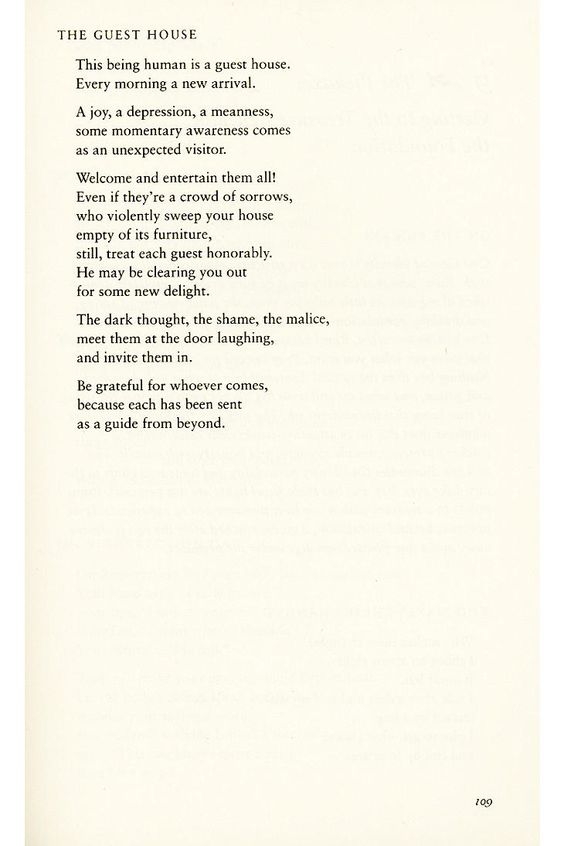 THE GUEST HOUSE
This being human is a guest house.
Every morning a new arrival.
A joy, a depression, a meanness,
some momentary awareness comes
as an unexpected visitor.
Welcome and entertain them all!
Even if they're a crowd of sorrows,
who violently sweep your house
empty of its furniture,
still, treat each guest honorably.
He may be clearing you out
for some new delight.
The dark thought, the shame, the malice,
meet them at the door laughing,
and invite them in.
Be grateful for whoever comes,
because each has been sent
as a guide from beyond.
109